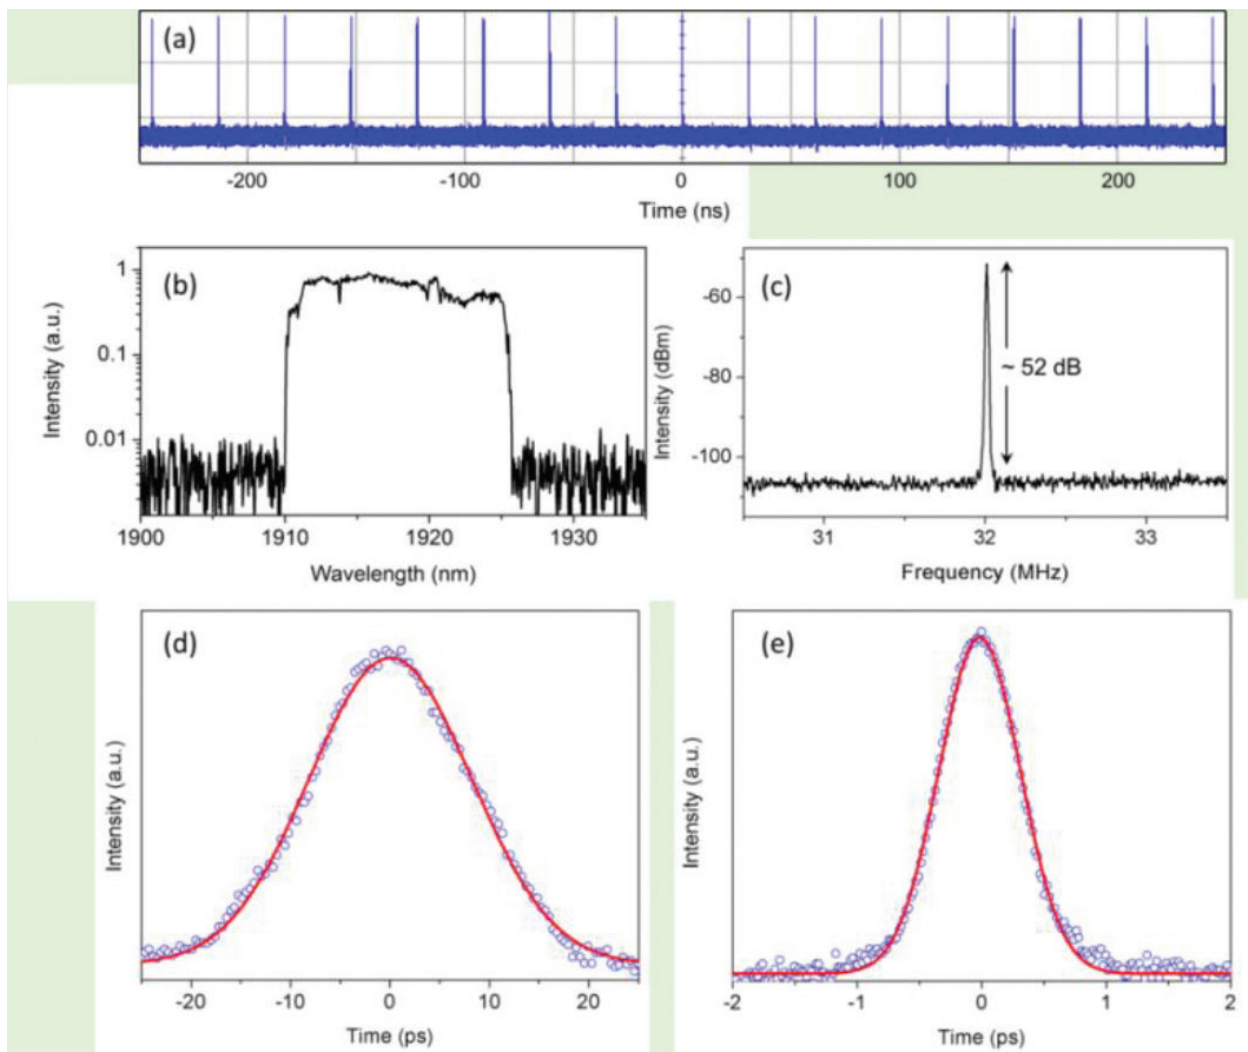 (a)
-200 -100 0 100 200
Time (ns)
(b)
1
0.1
0.01
Intensity (a.u.)
1900 1910 1920 1930
Wavelength (nm)
(c)
-60
-80
-100
~ 52 dB
Intensity (dBm)
31 32 33
Frequency (MHz)
(d)
Intensity (a.u.)
-20 -10 0 10 20
Time (ps)
(e)
Intensity (a.u.)
-2 -1 0 1 2
Time (ps)